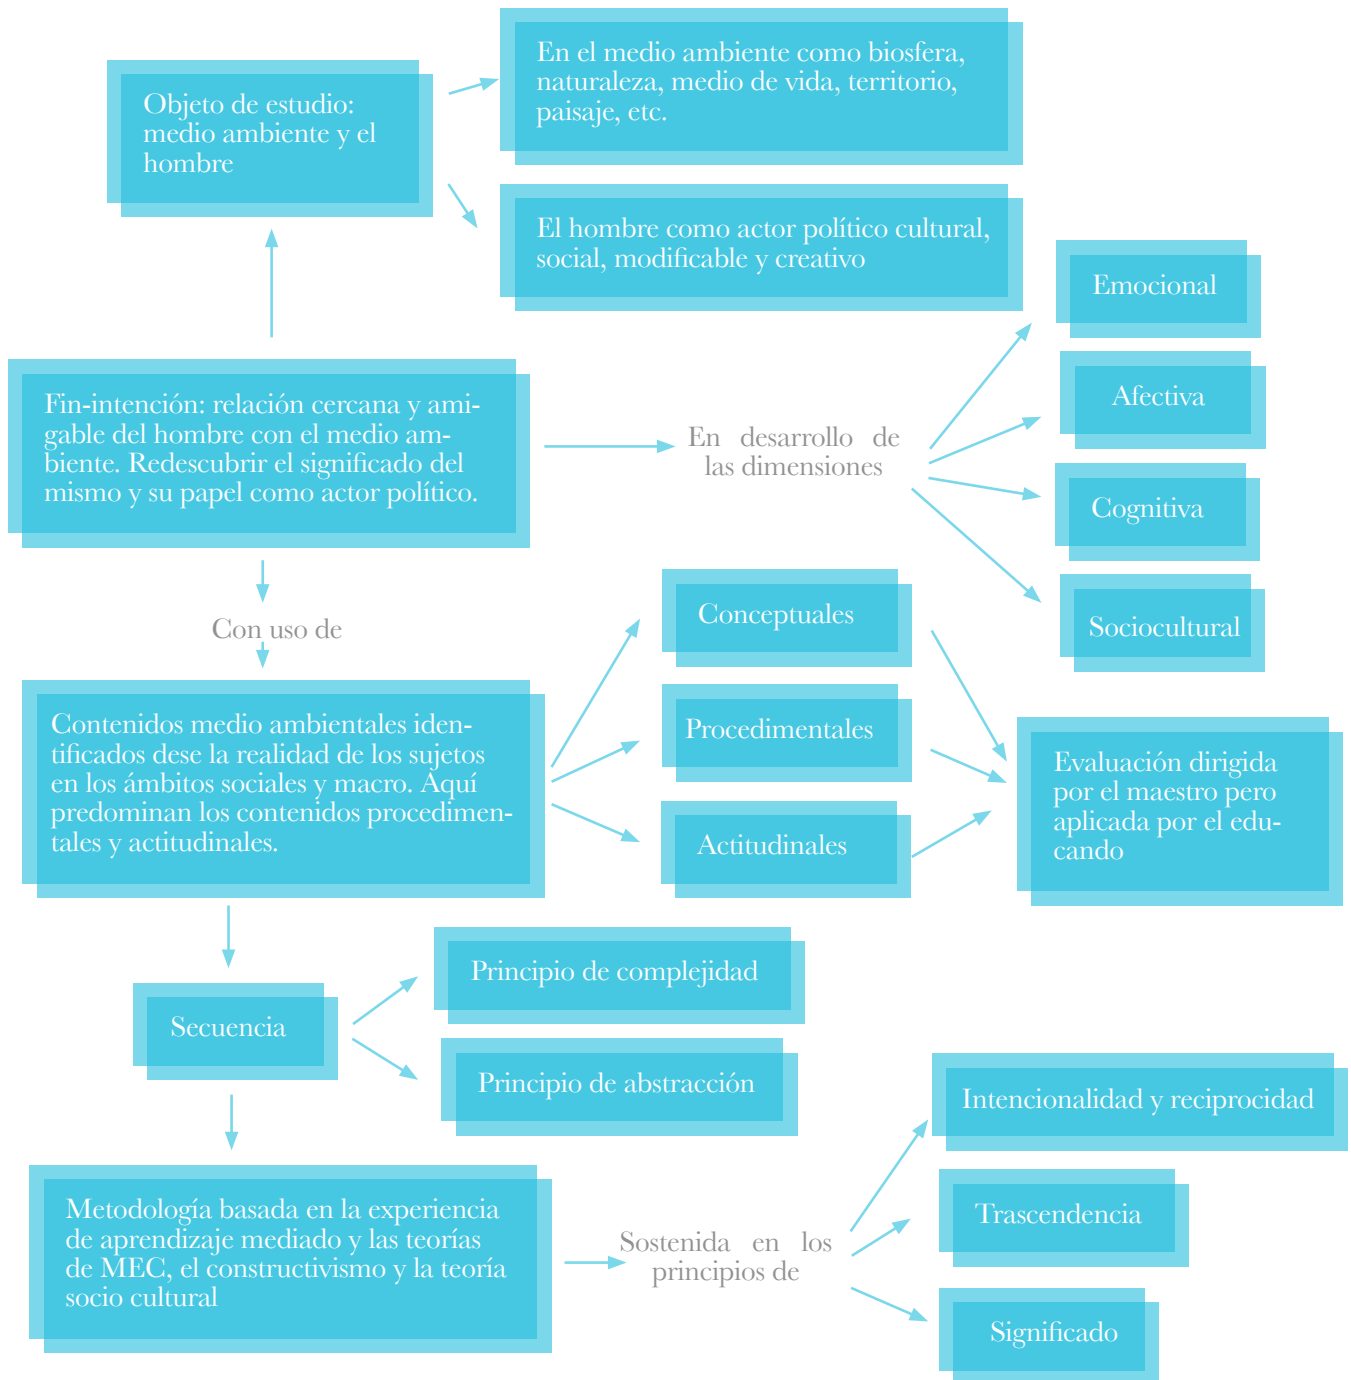 En el medio ambiente como biosfera,
naturaleza, medio de vida, territorio,
paisaje, etc.
Objeto de estudio:
medio ambiente y el
hombre
El hombre como actor político cultural,
social, modificable y creativo
Emocional
Afectiva
Cognitiva
Sociocultural
Fin-intención: relación cercana y ami-
gable del hombre con el medio am-
biente. Redescubrir el significado del
mismo y su papel como actor político.
En desarrollo de
las dimensiones
Con uso de
Conceptuales
Procedimentales
Actitudinales
Contenidos medio ambientales iden-
tificados dese la realidad de los sujetos
en los ámbitos sociales y macro. Aquí
predominan los contenidos procedimen-
tales y actitudinales.
Evaluación dirigida
por el maestro pero
aplicada por el edu-
cando
Principio de complejidad
Secuencia
Principio de abstracción
Intencionalidad y reciprocidad
Metodología basada en la experiencia
de aprendizaje mediado y las teorías
de MEC, el constructivismo y la teoría
socio cultural
Sostenida en los
principios de
Trascendencia
Significado